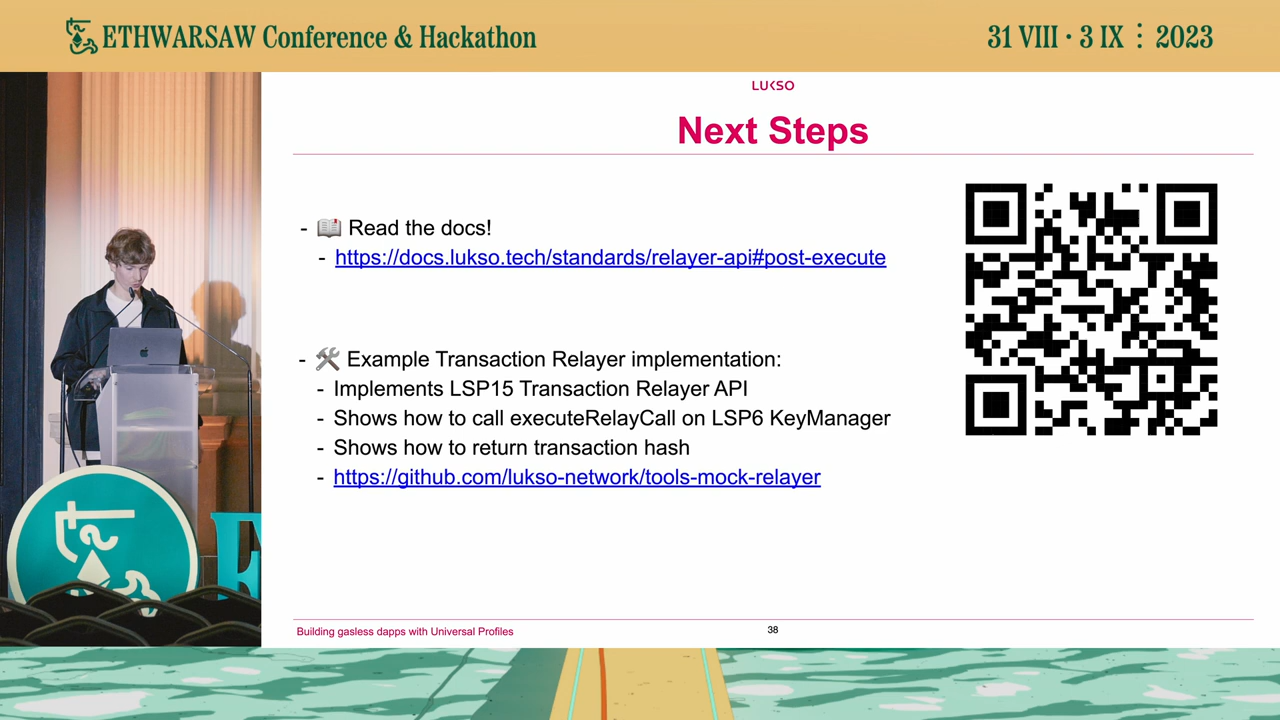 ETHWARSAW Conference & Hackathon
31 VIII · 3 IX ⋮ 2023
LUKSO
Next Steps
- 📖 Read the docs!
- https://docs.lukso.tech/standards/relayer-api#post-execute
- 🛠 Example Transaction Relayer implementation:
- Implements LSP15 Transaction Relayer API
- Shows how to call executeRelayCall on LSP6 KeyManager
- Shows how to return transaction hash
- https://github.com/lukso-network/tools-mock-relayer
E
Building gasless dapps with Universal Profiles
38